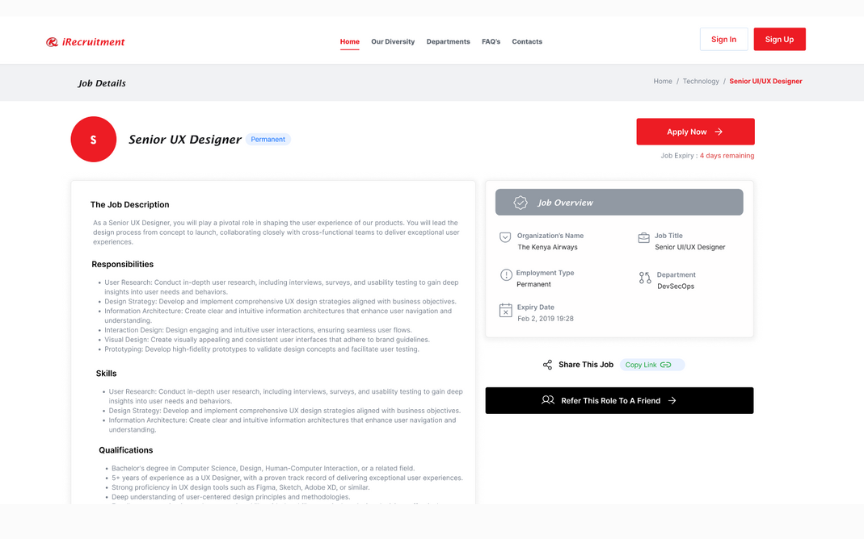 iRecruitment
Home Our Diversity Departments FAQ's Contacts
Sign In Sign Up
Job Details
Home / Technology / Senior UI/UX Designer
S
Senior UX Designer Permanent
Apply Now
Job Expiry : 4 days remaining
The Job Description
As a Senior UX Designer, you will play a pivotal role in shaping the user experience of our products. You will lead the
design process from concept to launch, collaborating closely with cross-functional teams to deliver exceptional user
experiences.
Responsibilities
• User Research: Conduct in-depth user research, including interviews, surveys, and usability testing to gain deep
insights into user needs and behaviors.
• Design Strategy: Develop and implement comprehensive UX design strategies aligned with business objectives.
• Information Architecture: Create clear and intuitive information architectures that enhance user navigation and
understanding.
• Interaction Design: Design engaging and intuitive user interactions, ensuring seamless user flows.
• Visual Design: Create visually appealing and consistent user interfaces that adhere to brand guidelines.
• Prototyping: Develop high-fidelity prototypes to validate design concepts and facilitate user testing.
Skills
• User Research: Conduct in-depth user research, including interviews, surveys, and usability testing to gain deep
insights into user needs and behaviors.
• Design Strategy: Develop and implement comprehensive UX design strategies aligned with business objectives.
• Information Architecture: Create clear and intuitive information architectures that enhance user navigation and
understanding.
Qualifications
• Bachelor's degree in Computer Science, Design, Human-Computer Interaction, or a related field.
• 5+ years of experience as a UX Designer, with a proven track record of delivering exceptional user experiences.
• Strong proficiency in UX design tools such as Figma, Sketch, Adobe XD, or similar.
• Deep understanding of user-centered design principles and methodologies.
Job Overview
Organization's Name
The Kenya Airways
Job Title
Senior UI/UX Designer
Employment Type
Permanent
Department
DevSecOps
Expiry Date
Feb 2, 2019 19:28
Share This Job Copy Link
Refer This Role To A Friend